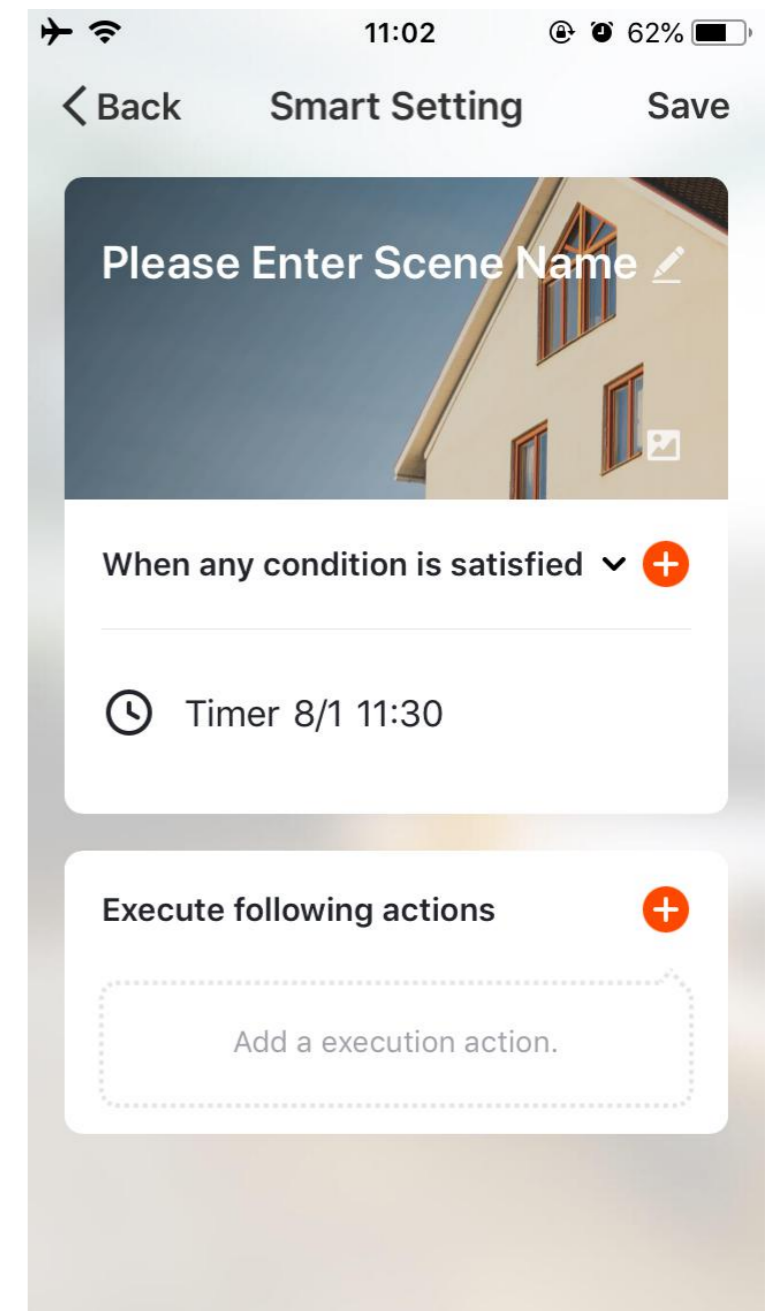 11:02 62%
Back Smart Setting Save
Please Enter Scene Name
When any condition is satisfied
Timer 8/1 11:30
Execute following actions
Add a execution action.